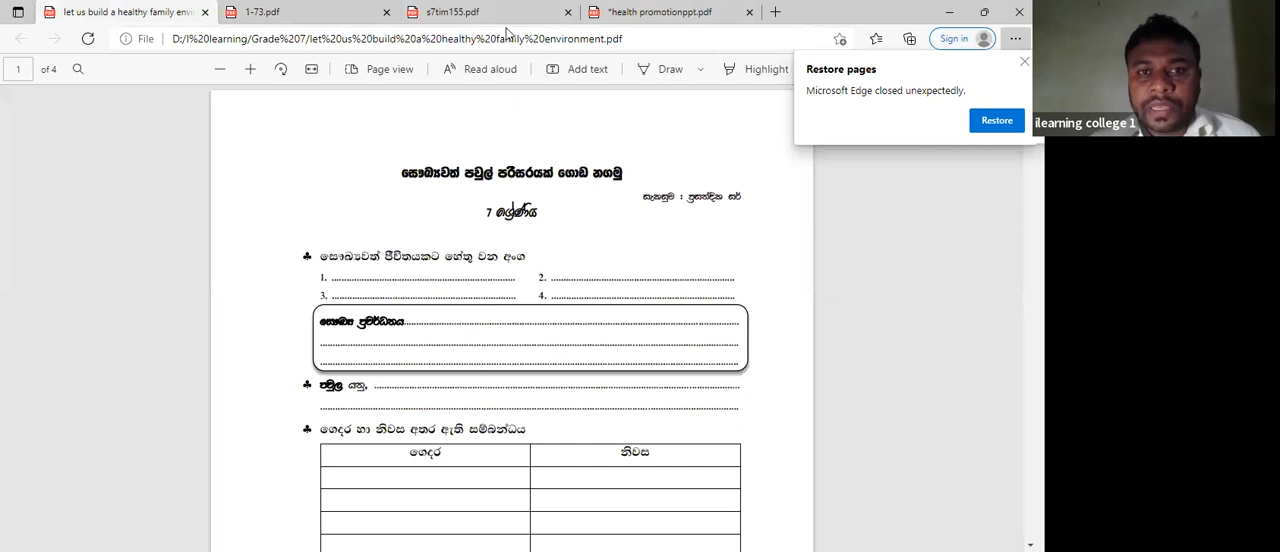 let us build a healthy family envi
1-73.pdf
s7tim155.pdf
*health promotionppt.pdf
File
D:/I%20learning/Grade%207/let%20us%20build%20a%20healthy%20family%20environment.pdf
Sign in
1 of 4
Page view
Read aloud
Add text
Draw
Highlight
Restore pages
Microsoft Edge closed unexpectedly.
Restore
ilearning college 1
සෞඛ්‍යවත් පවුල් පරිසරයක් ගොඩ නගමු
සැකසුම : ප්‍රසන්දික සර්
7 ශ්‍රේණිය
♣ සෞඛ්‍යවත් ජීවිතයකට හේතු වන අංග
1. ........................................ 2. ........................................
3. ........................................ 4. ........................................
සෞඛ්‍ය ප්‍රවර්ධනය........................................
♣ පවුල යනු, ........................................
♣ ගෙදර හා නිවස අතර ඇති සම්බන්ධය
ගෙදර නිවස